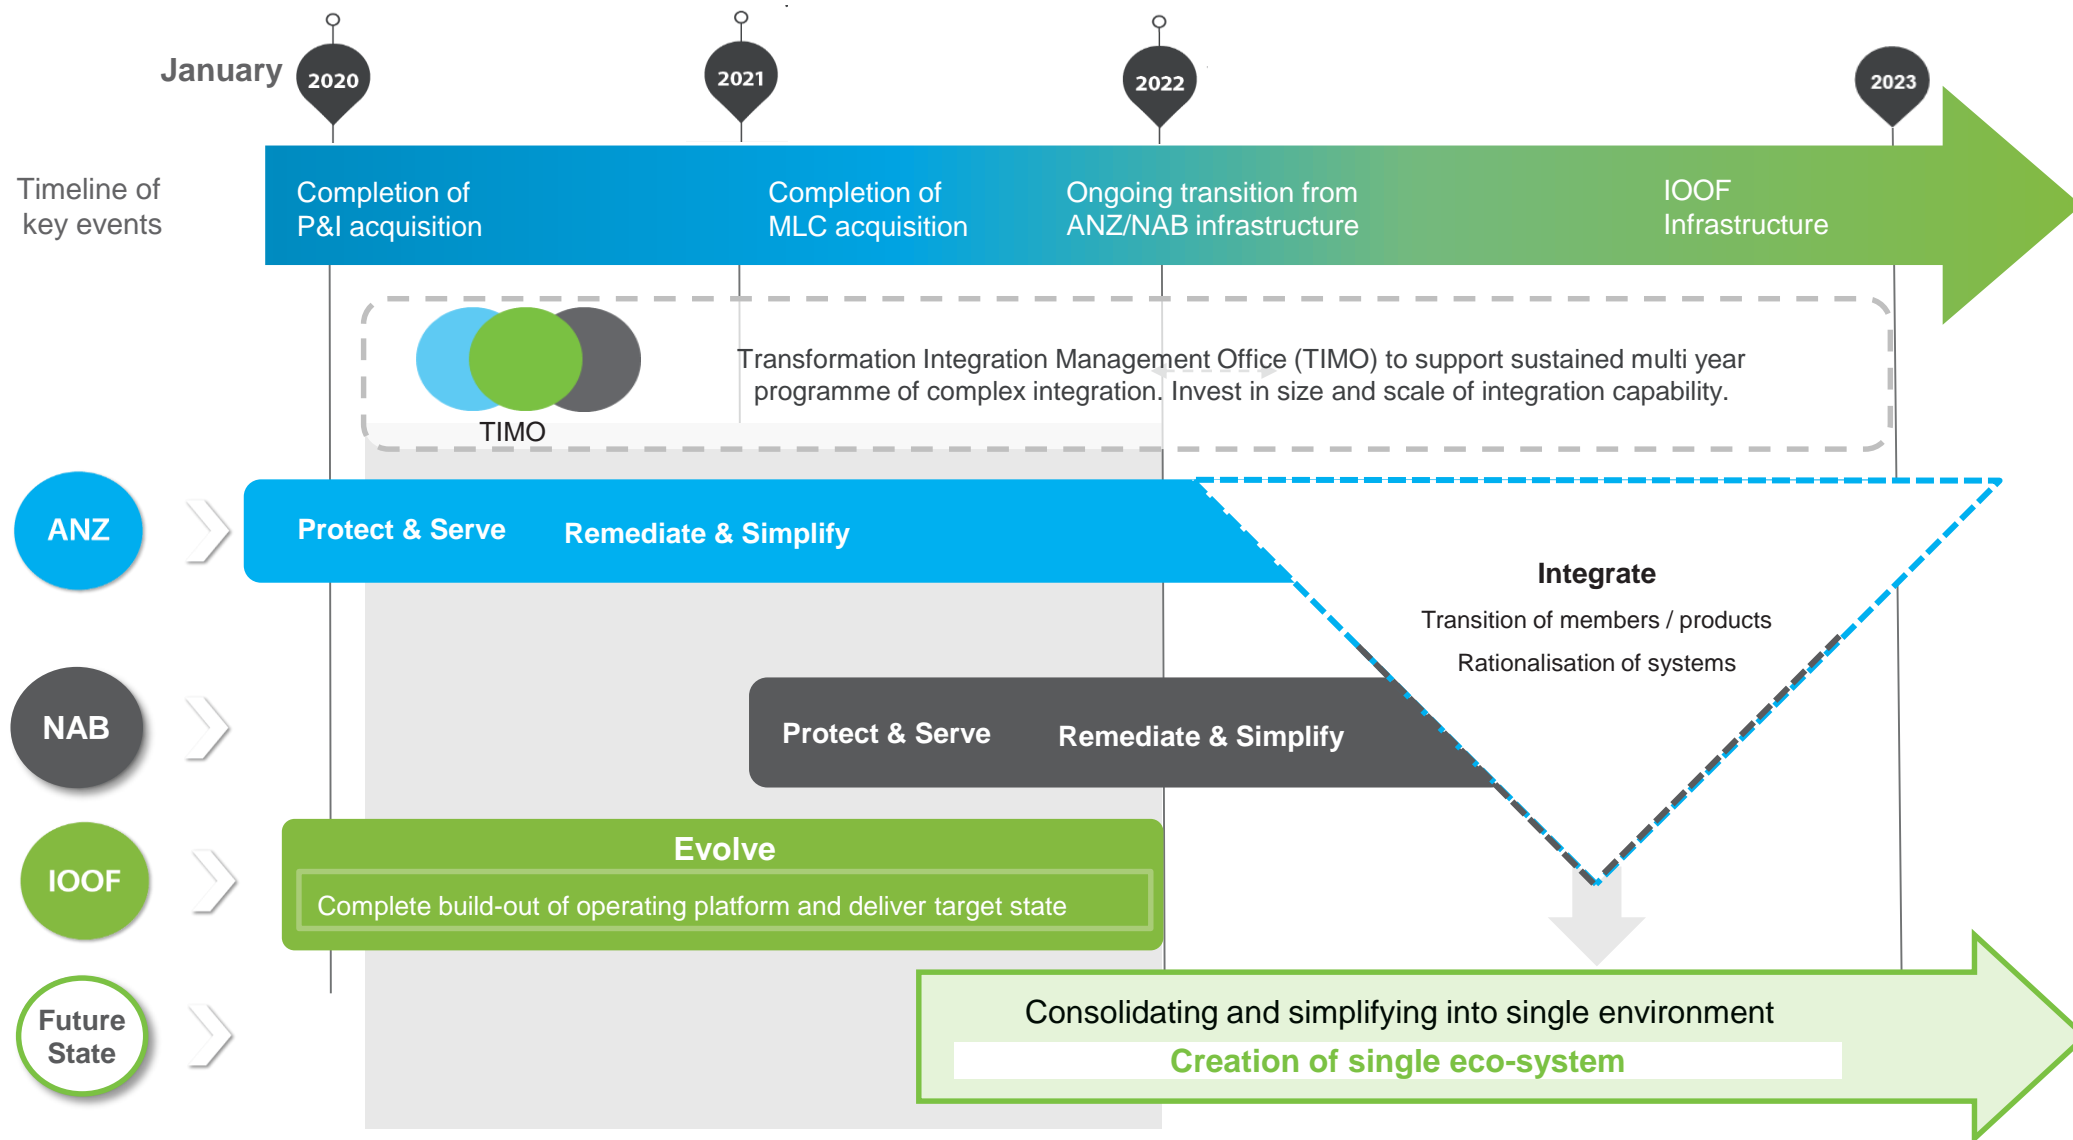 January
2020
2021
2022
2023
Timeline of
key events
Completion of
P&I acquisition
Completion of
MLC acquisition
Ongoing transition from
ANZ/NAB infrastructure
IOOF
Infrastructure
TIMO
Transformation Integration Management Office (TIMO) to support sustained multi year
programme of complex integration. Invest in size and scale of integration capability.
ANZ
Protect & Serve
Remediate & Simplify
Integrate
Transition of members / products
Rationalisation of systems
NAB
Protect & Serve
Remediate & Simplify
IOOF
Evolve
Complete build-out of operating platform and deliver target state
Future
State
Consolidating and simplifying into single environment
Creation of single eco-system